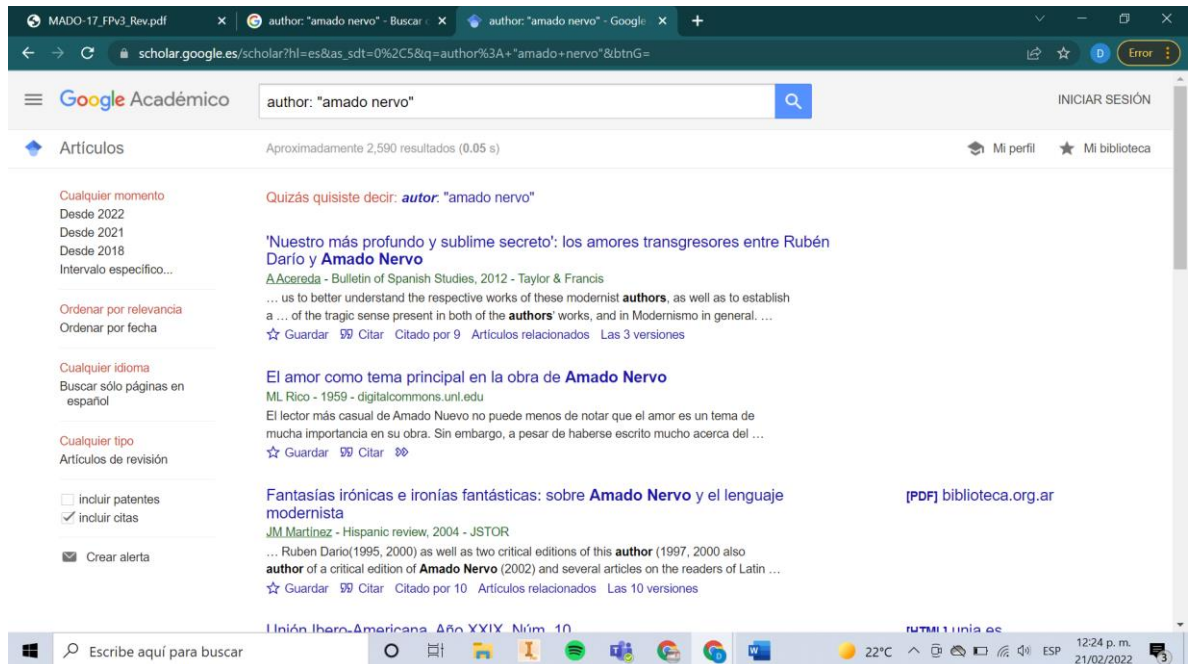 MADO-17_FPv3_Rev.pdf
author: "amado nervo" - Buscar c
author: "amado nervo" - Google
scholar.google.es/scholar?hl=es&as_sdt=0%2C5&q=author%3A+"amado+nervo"&btnG=
D
Error
Google Académico
author: "amado nervo"
INICIAR SESIÓN
Artículos
Aproximadamente 2,590 resultados (0.05 s)
Mi perfil
Mi biblioteca
Cualquier momento
Desde 2022
Desde 2021
Desde 2018
Intervalo específico...
Ordenar por relevancia
Ordenar por fecha
Cualquier idioma
Buscar sólo páginas en
español
Cualquier tipo
Artículos de revisión
incluir patentes
incluir citas
Crear alerta
Quizás quisiste decir: autor: "amado nervo"
'Nuestro más profundo y sublime secreto': los amores transgresores entre Rubén
Darío y Amado Nervo
A Acereda - Bulletin of Spanish Studies, 2012 - Taylor & Francis
… us to better understand the respective works of these modernist authors, as well as to establish
a … of the tragic sense present in both of the authors' works, and in Modernismo in general. …
Guardar Citar Citado por 9 Artículos relacionados Las 3 versiones
El amor como tema principal en la obra de Amado Nervo
ML Rico - 1959 - digitalcommons.unl.edu
El lector más casual de Amado Nuevo no puede menos de notar que el amor es un tema de
mucha importancia en su obra. Sin embargo, a pesar de haberse escrito mucho acerca del …
Guardar Citar
Fantasías irónicas e ironías fantásticas: sobre Amado Nervo y el lenguaje
modernista
[PDF] biblioteca.org.ar
JM Martínez - Hispanic review, 2004 - JSTOR
… Ruben Dario(1995, 2000) as well as two critical editions of this author (1997, 2000 also
author of a critical edition of Amado Nervo (2002) and several articles on the readers of Latin …
Guardar Citar Citado por 10 Artículos relacionados Las 10 versiones
Unión Ibero-Americana. Año XXIX, Núm. 10
[HTML] unia.es
Escribe aquí para buscar
22°C
ESP
12:24 p. m.
21/02/2022
3